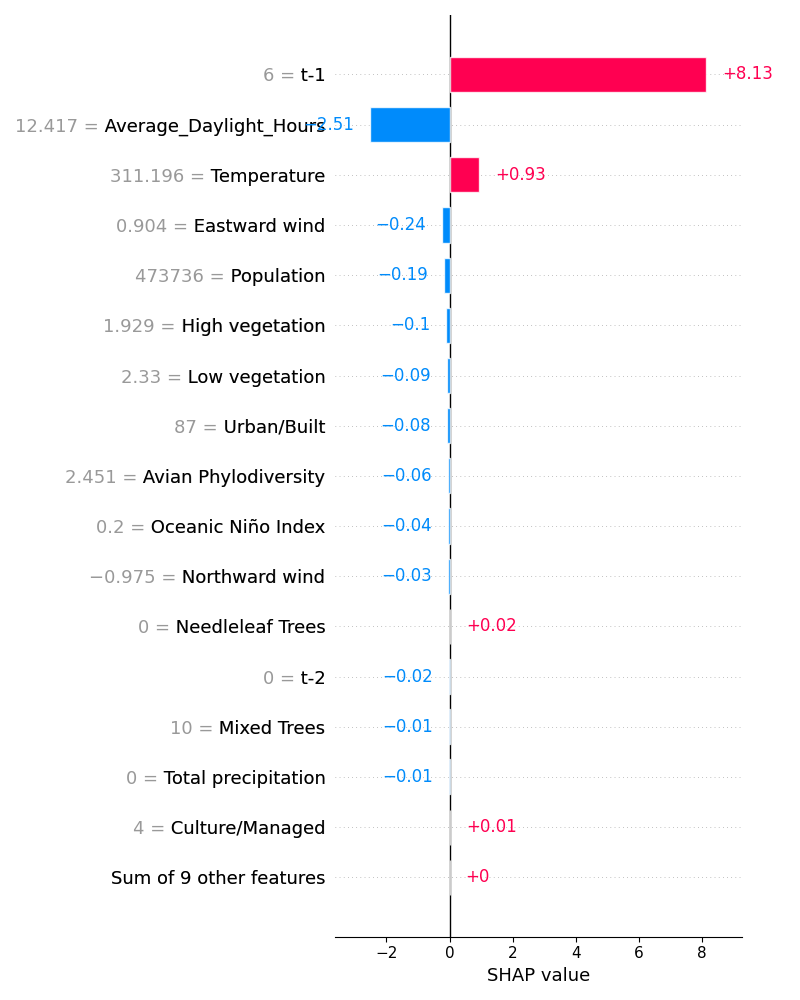 6 = t-1 +8.13
12.417 = Average_Daylight_Hours −2.51
311.196 = Temperature +0.93
0.904 = Eastward wind −0.24
473736 = Population −0.19
1.929 = High vegetation −0.1
2.33 = Low vegetation −0.09
87 = Urban/Built −0.08
2.451 = Avian Phylodiversity −0.06
0.2 = Oceanic Niño Index −0.04
−0.975 = Northward wind −0.03
0 = Needleleaf Trees +0.02
0 = t-2 −0.02
10 = Mixed Trees −0.01
0 = Total precipitation −0.01
4 = Culture/Managed +0.01
Sum of 9 other features +0
−2 0 2 4 6 8
SHAP value